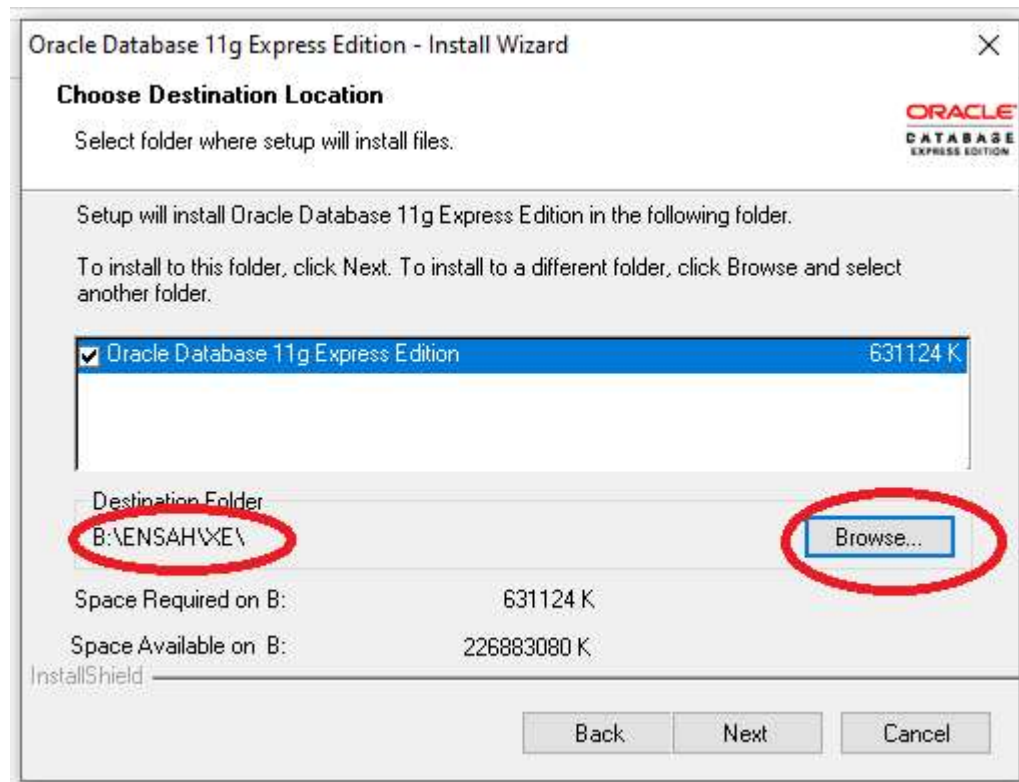 Oracle Database 11g Express Edition - Install Wizard
Choose Destination Location
Select folder where setup will install files.
ORACLE
DATABASE
EXPRESS EDITION
Setup will install Oracle Database 11g Express Edition in the following folder.
To install to this folder, click Next. To install to a different folder, click Browse and select
another folder.
Oracle Database 11g Express Edition 631124 K
Destination Folder
B:\ENSAH\XE\
Browse...
Space Required on B: 631124 K
Space Available on B: 226883080 K
InstallShield
Back Next Cancel